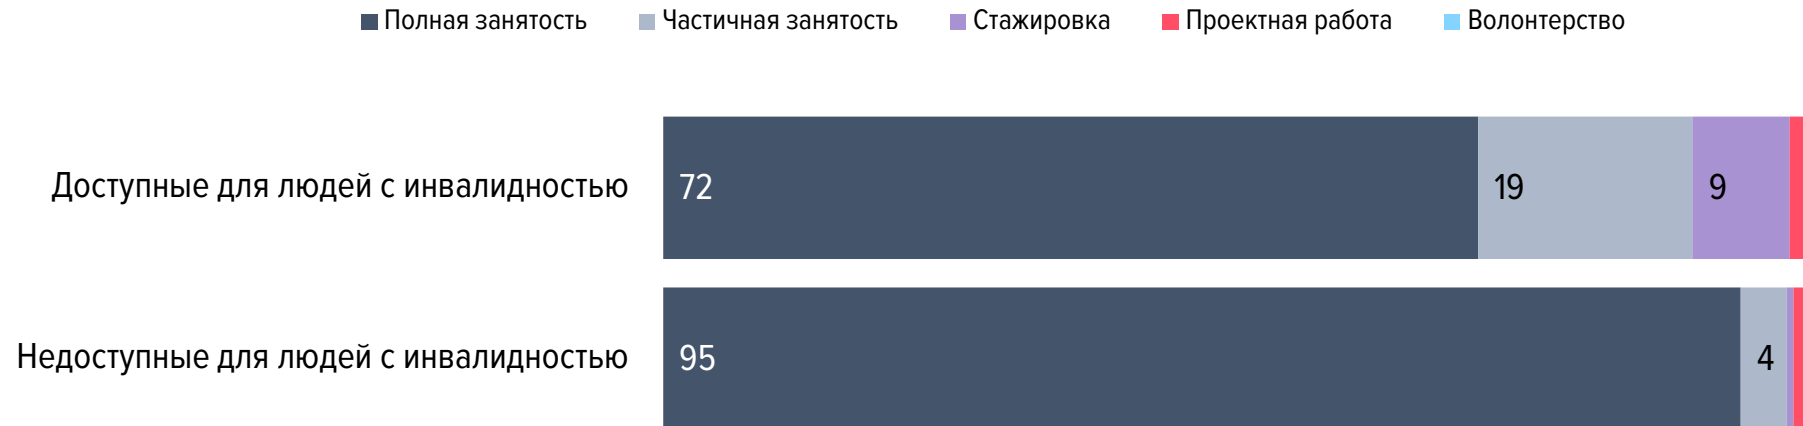 Полная занятость Частичная занятость Стажировка Проектная работа Волонтерство
Доступные для людей с инвалидностью 72 19 9
Недоступные для людей с инвалидностью 95 4